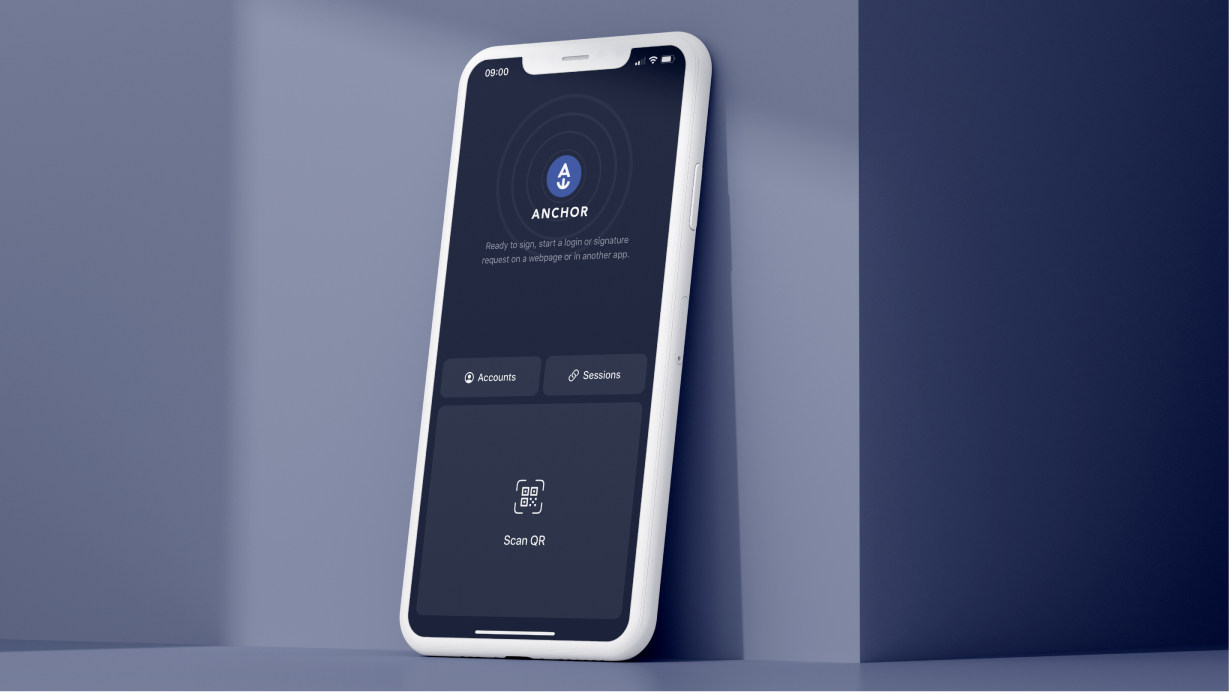 09:00
ANCHOR
Ready to sign, start a login or signature
request on a webpage or in another app.
Accounts
Sessions
Scan QR